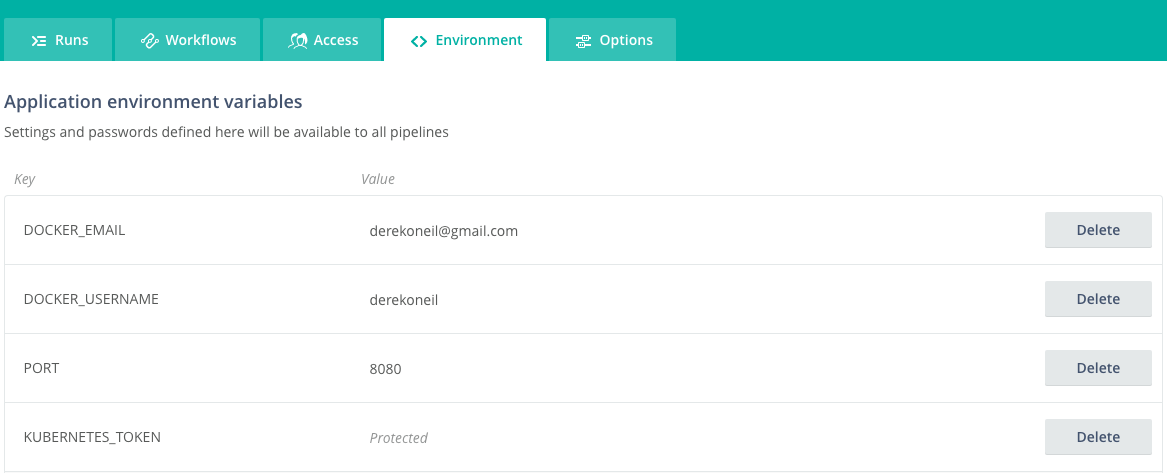 Runs Workflows Access Environment Options
Application environment variables
Settings and passwords defined here will be available to all pipelines
Key Value
DOCKER_EMAIL derekoneil@gmail.com Delete
DOCKER_USERNAME derekoneil Delete
PORT 8080 Delete
KUBERNETES_TOKEN Protected Delete